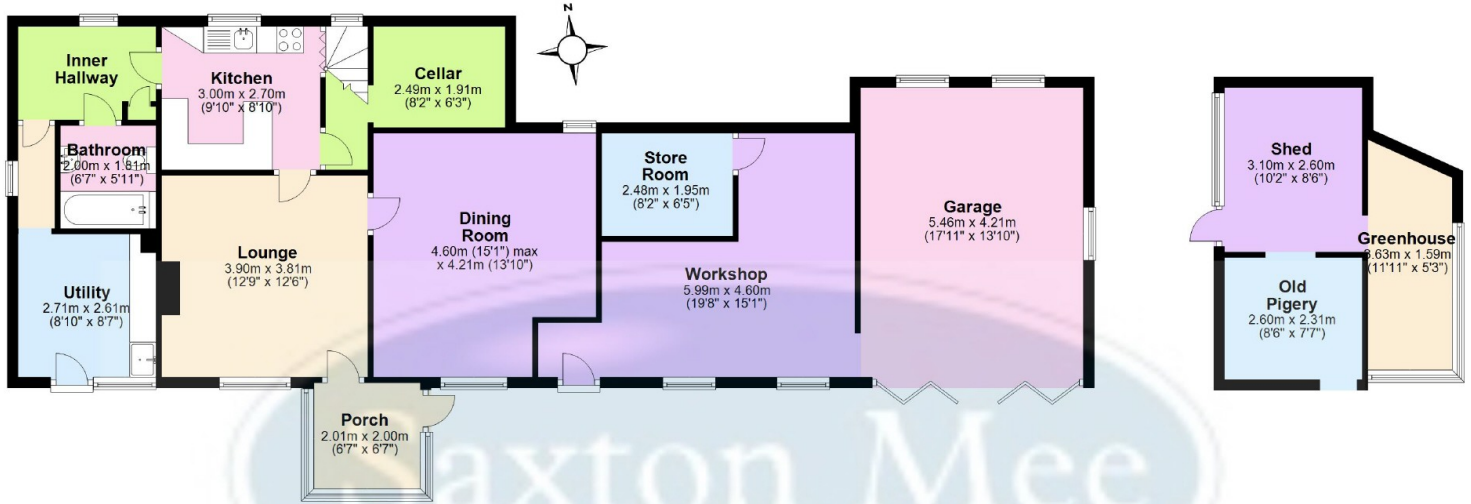 N
Inner
Hallway
Kitchen
3.00m x 2.70m
(9'10" x 8'10")
Cellar
2.49m x 1.91m
(8'2" x 6'3")
Bathroom
2.00m x 1.81m
(6'7" x 5'11")
Store
Room
2.48m x 1.95m
(8'2" x 6'5")
Shed
3.10m x 2.60m
(10'2" x 8'6")
Lounge
3.90m x 3.81m
(12'9" x 12'6")
Dining
Room
4.60m (15'1") max
x 4.21m (13'10")
Garage
5.46m x 4.21m
(17'11" x 13'10")
Greenhouse
3.63m x 1.59m
(11'11" x 5'3")
Utility
2.71m x 2.61m
(8'10" x 8'7")
Workshop
5.99m x 4.60m
(19'8" x 15'1")
Old
Pigery
2.60m x 2.31m
(8'6" x 7'7")
Porch
2.01m x 2.00m
(6'7" x 6'7")
Saxton Mee